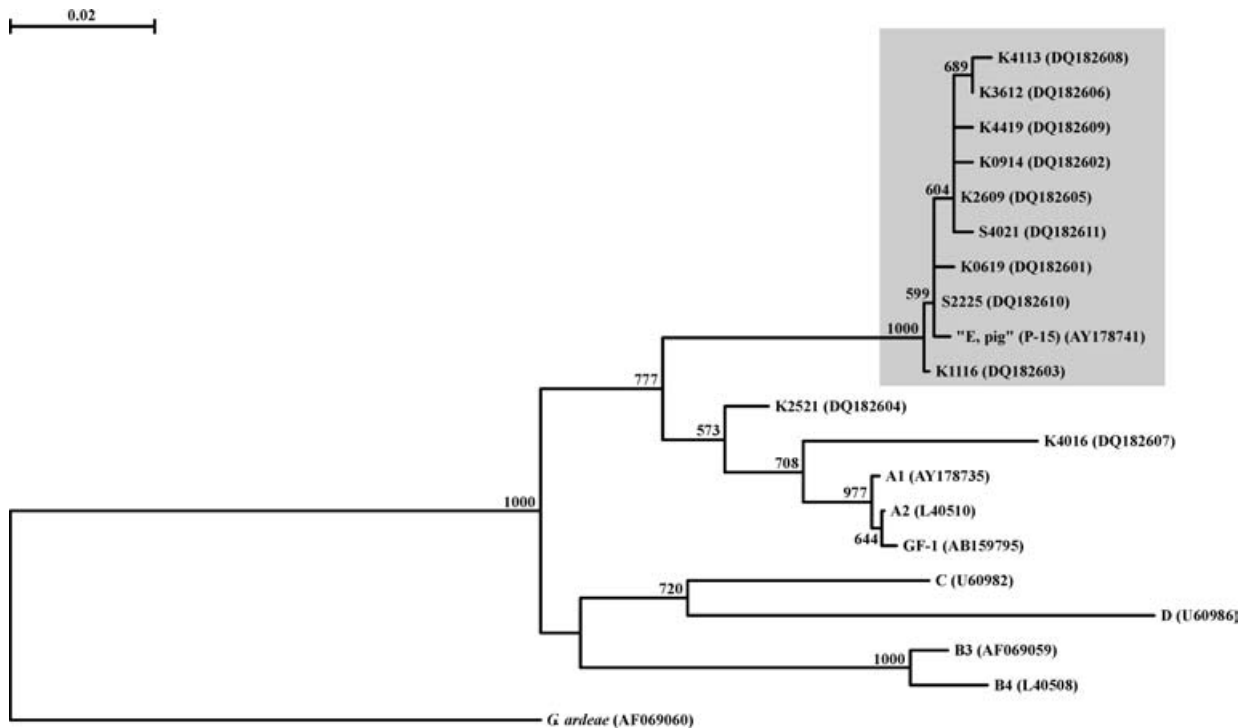 0.02
689
K4113 (DQ182608)
K3612 (DQ182606)
K4419 (DQ182609)
K0914 (DQ182602)
604
K2609 (DQ182605)
S4021 (DQ182611)
K0619 (DQ182601)
599
S2225 (DQ182610)
1000
"E, pig" (P-15) (AY178741)
K1116 (DQ182603)
777
K2521 (DQ182604)
573
K4016 (DQ182607)
708
A1 (AY178735)
977
A2 (L40510)
1000
644
GF-1 (AB159795)
C (U60982)
720
D (U60986)
B3 (AF069059)
1000
B4 (L40508)
G. ardeae (AF069060)